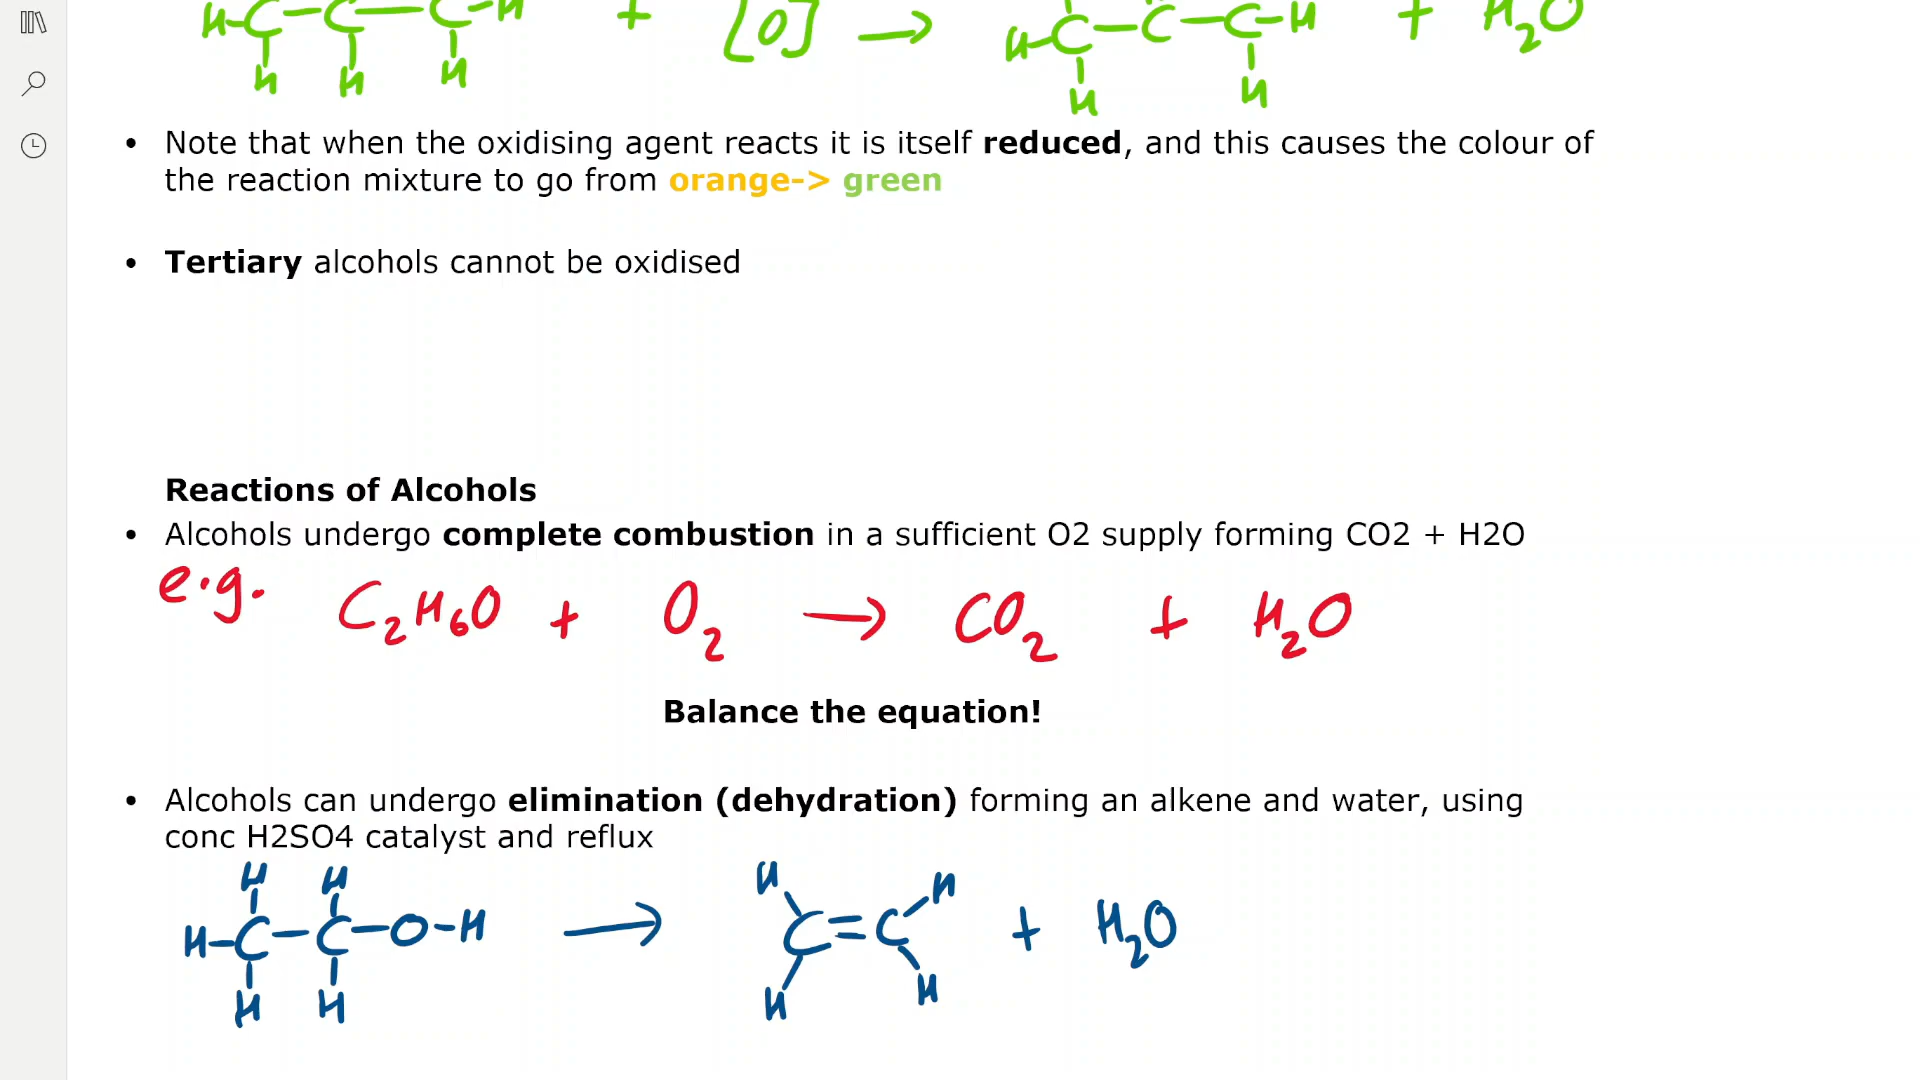 H-C-C-C-H + [O] → H-C-C-C-H + H₂O
H H H H H
• Note that when the oxidising agent reacts it is itself reduced, and this causes the colour of
the reaction mixture to go from orange-> green
• Tertiary alcohols cannot be oxidised
Reactions of Alcohols
• Alcohols undergo complete combustion in a sufficient O2 supply forming CO2 + H2O
e.g. C₂H₆O + O₂ → CO₂ + H₂O
Balance the equation!
• Alcohols can undergo elimination (dehydration) forming an alkene and water, using
conc H2SO4 catalyst and reflux
H H H H
H-C-C-O-H → C=C + H₂O
H H H H